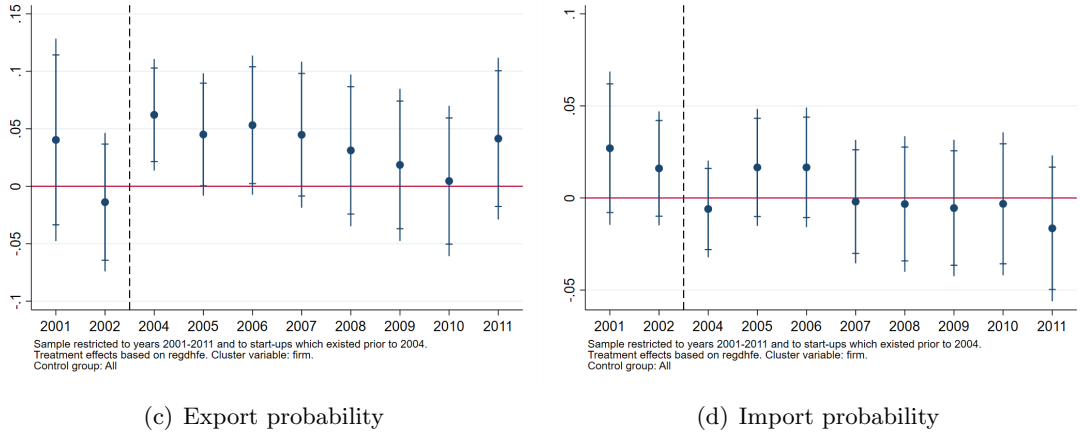 .15
.1
.05
0
-.05
-.1
2001 2002 2004 2005 2006 2007 2008 2009 2010 2011
Sample restricted to years 2001-2011 and to start-ups which existed prior to 2004.
Treatment effects based on regdhfe. Cluster variable: firm.
Control group: All
(c) Export probability
.1
.05
0
-.05
2001 2002 2004 2005 2006 2007 2008 2009 2010 2011
Sample restricted to years 2001-2011 and to start-ups which existed prior to 2004.
Treatment effects based on regdhfe. Cluster variable: firm.
Control group: All
(d) Import probability